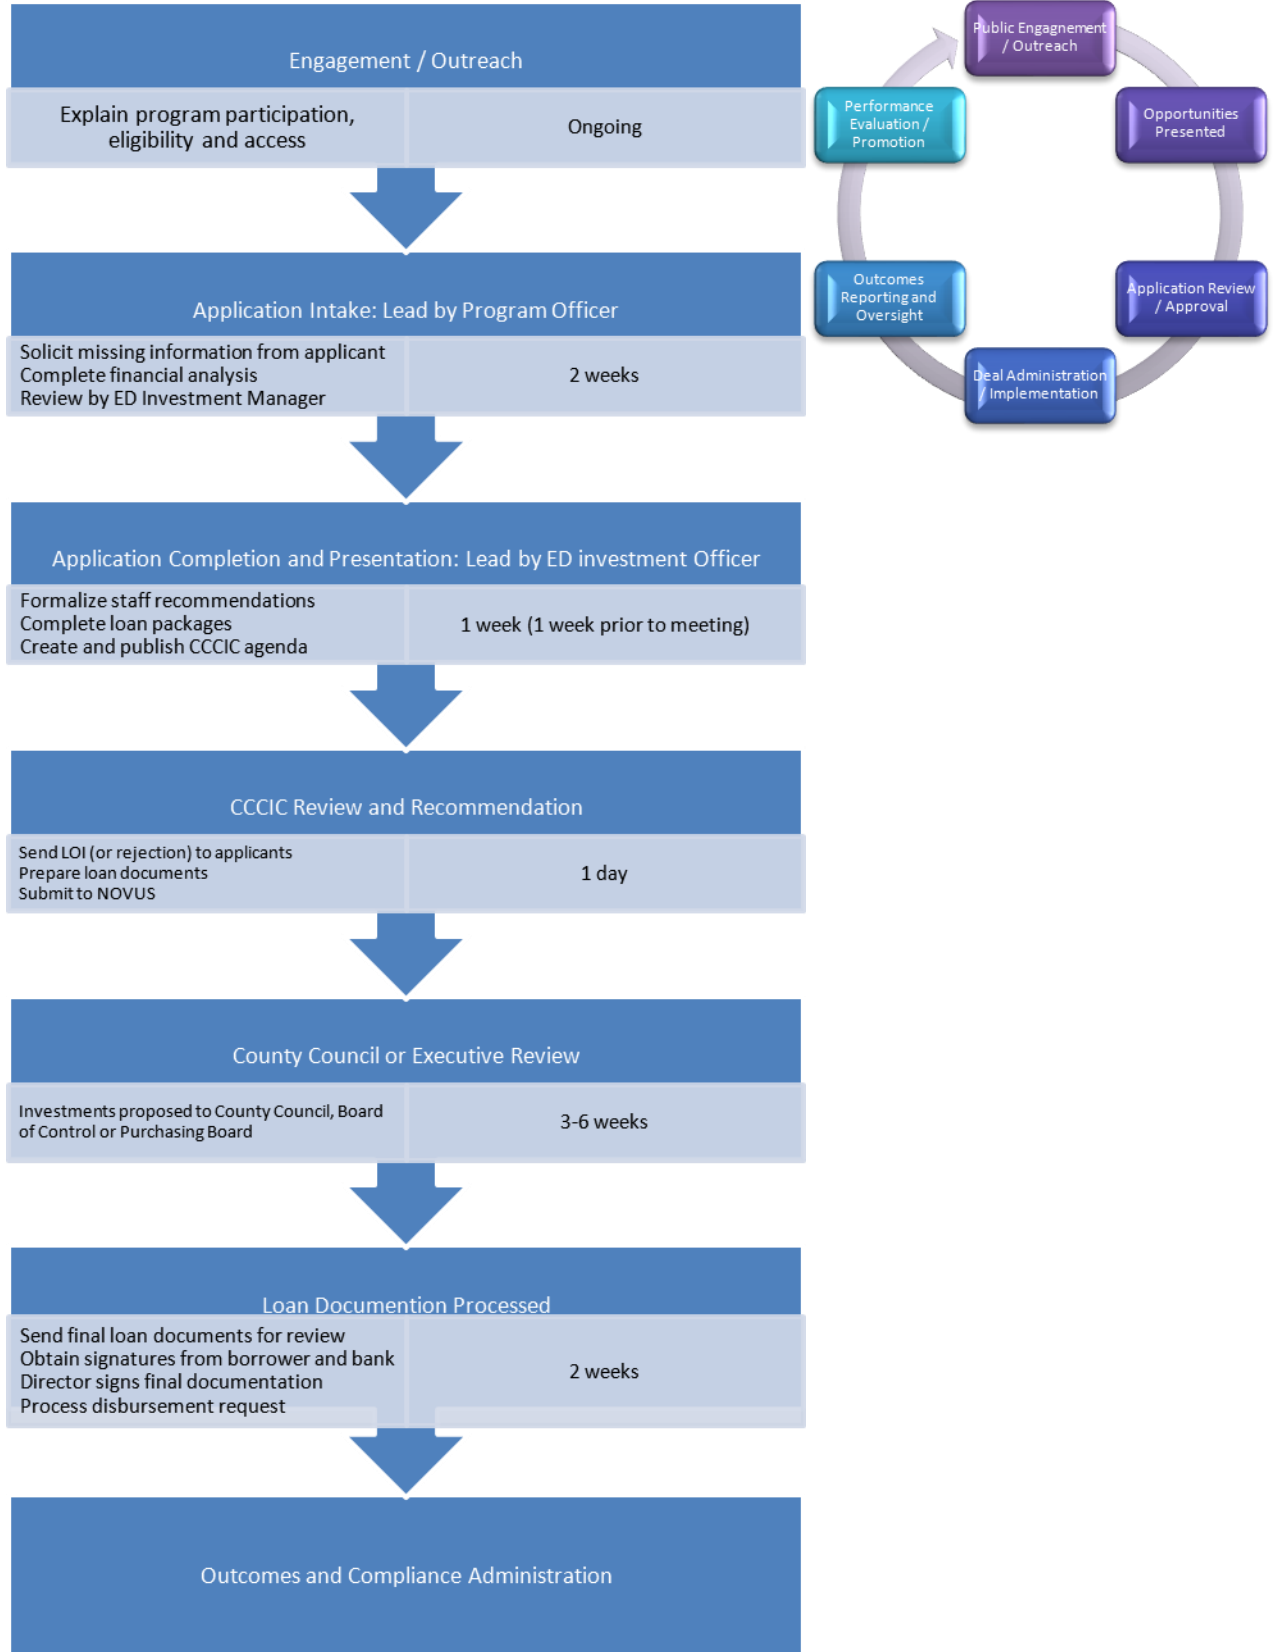 Engagement / Outreach
Explain program participation,
eligibility and access
Ongoing
Application Intake: Lead by Program Officer
Solicit missing information from applicant
Complete financial analysis
Review by ED Investment Manager
2 weeks
Application Completion and Presentation: Lead by ED investment Officer
Formalize staff recommendations
Complete loan packages
Create and publish CCCIC agenda
1 week (1 week prior to meeting)
CCCIC Review and Recommendation
Send LOI (or rejection) to applicants
Prepare loan documents
Submit to NOVUS
1 day
County Council or Executive Review
Investments proposed to County Council, Board
of Control or Purchasing Board
3-6 weeks
Loan Documention Processed
Send final loan documents for review
Obtain signatures from borrower and bank
Director signs final documentation
Process disbursement request
2 weeks
Outcomes and Compliance Administration
Public Engagnement
/ Outreach
Opportunities
Presented
Application Review
/ Approval
Deal Administration
/ Implementation
Outcomes
Reporting and
Oversight
Performance
Evaluation /
Promotion